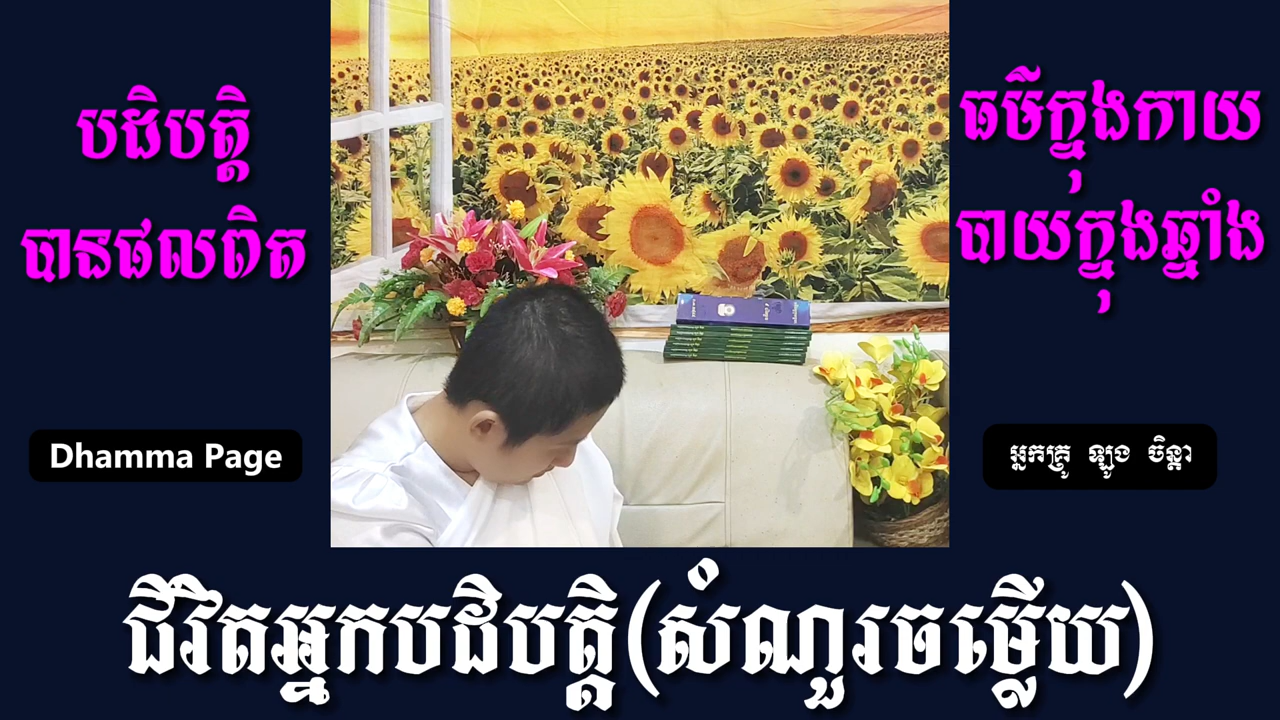 បដិបត្តិ
បានផលពិត
ធម៌ក្នុងកាយ
បាយក្នុងឆ្នាំង
Dhamma Page
អ្នកគ្រូ ឡុង ចិន្តា
ជីវិតអ្នកបដិបត្តិ(សំណួរចម្លើយ)